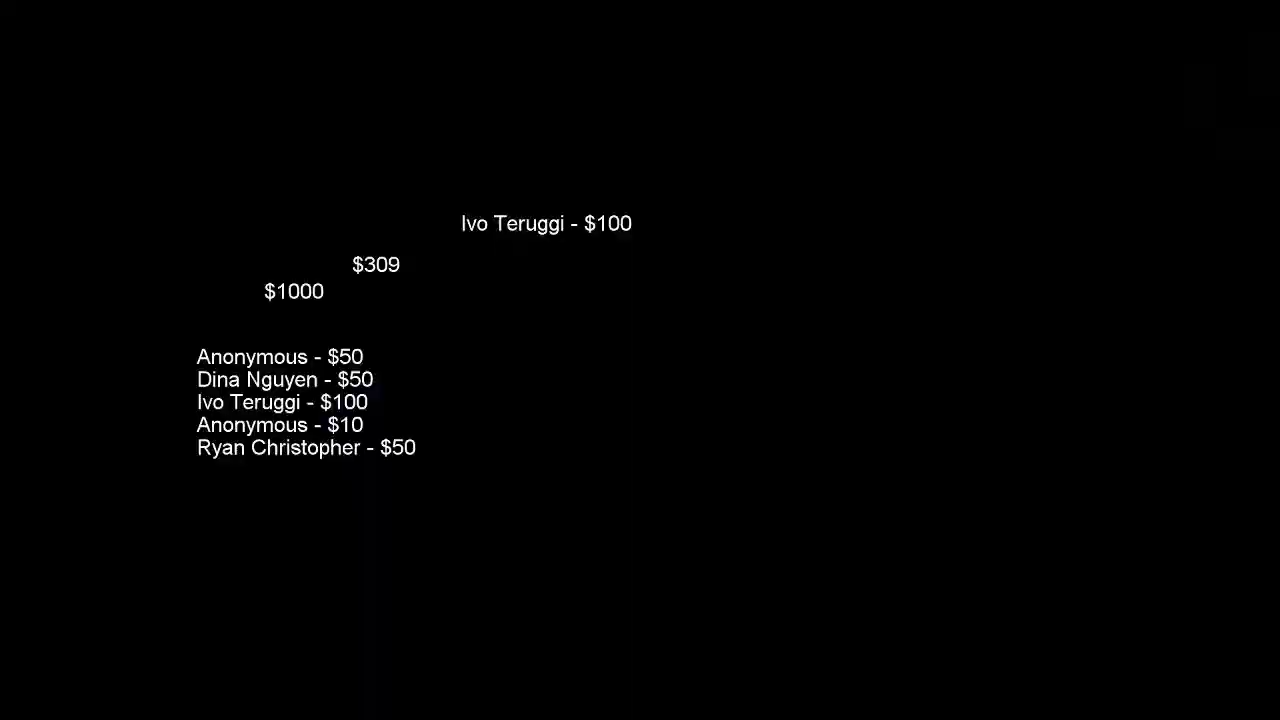 Ivo Teruggi - $100
$309
$1000
Anonymous - $50
Dina Nguyen - $50
Ivo Teruggi - $100
Anonymous - $10
Ryan Christopher - $50